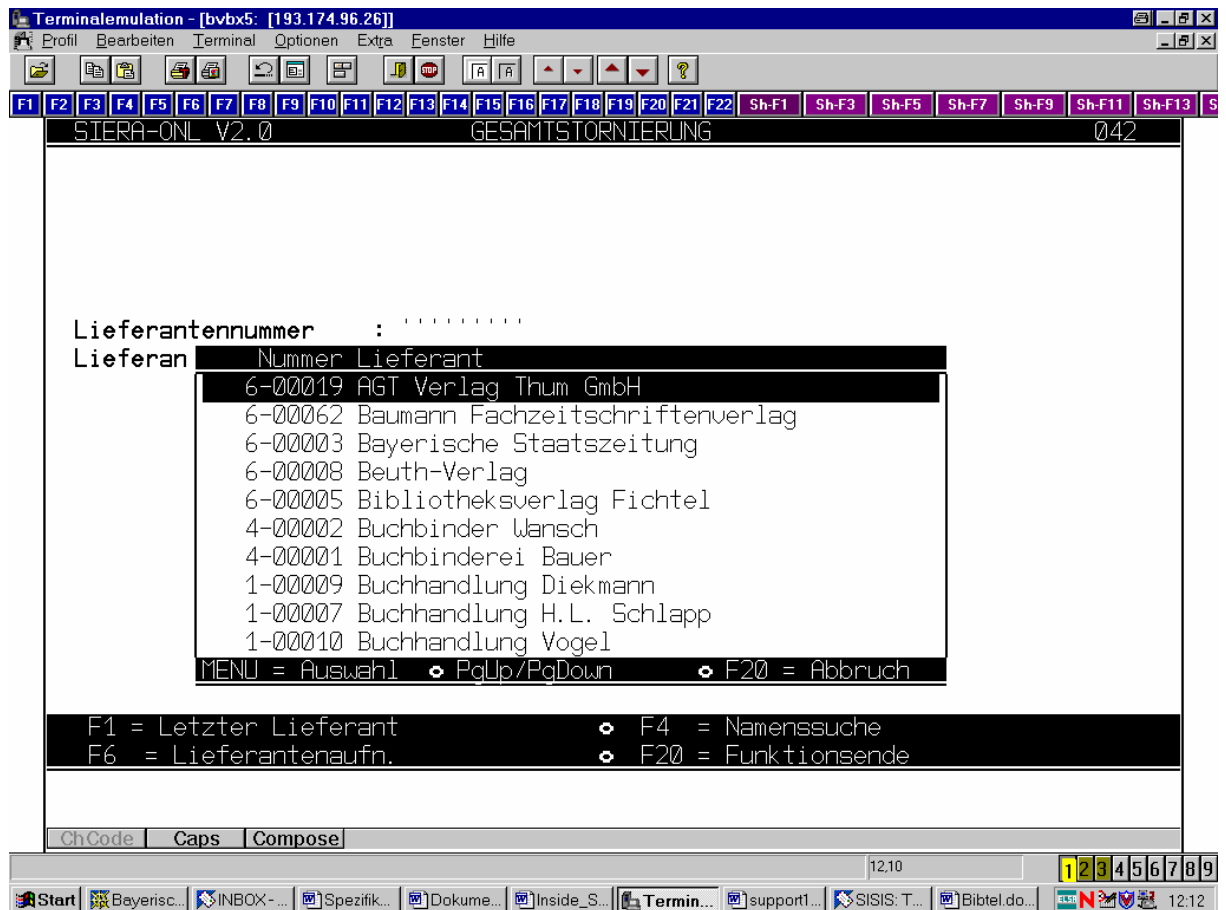 Terminalemulation - [bvbx5: [193.174.96.26]]
Profil Bearbeiten Terminal Optionen Extra Fenster Hilfe
STOP A A ?
F1 F2 F3 F4 F5 F6 F7 F8 F9 F10 F11 F12 F13 F14 F15 F16 F17 F18 F19 F20 F21 F22 Sh-F1 Sh-F3 Sh-F5 Sh-F7 Sh-F9 Sh-F11 Sh-F13 S
SIERA-ONL V2.0 GESAMTSTORNIERUNG 042
Lieferantennummer : ' ' ' ' ' ' ' ' '
Lieferan Nummer Lieferant
6-00019 AGT Verlag Thum GmbH
6-00062 Baumann Fachzeitschriftenverlag
6-00003 Bayerische Staatszeitung
6-00008 Beuth-Verlag
6-00005 Bibliotheksverlag Fichtel
4-00002 Buchbinder Wansch
4-00001 Buchbinderei Bauer
1-00009 Buchhandlung Diekmann
1-00007 Buchhandlung H.L. Schlapp
1-00010 Buchhandlung Vogel
MENU = Auswahl o PgUp/PgDown o F20 = Abbruch
F1 = Letzter Lieferant o F4 = Namenssuche
F6 = Lieferantenaufn. o F20 = Funktionsende
ChCode Caps Compose
12,10 1 2 3 4 5 6 7 8 9
Start Bayerisc... INBOX - ... Spezifik... Dokume... Inside_S... Termin... support1... SISIS: T... Bibtel.do... N 12:12